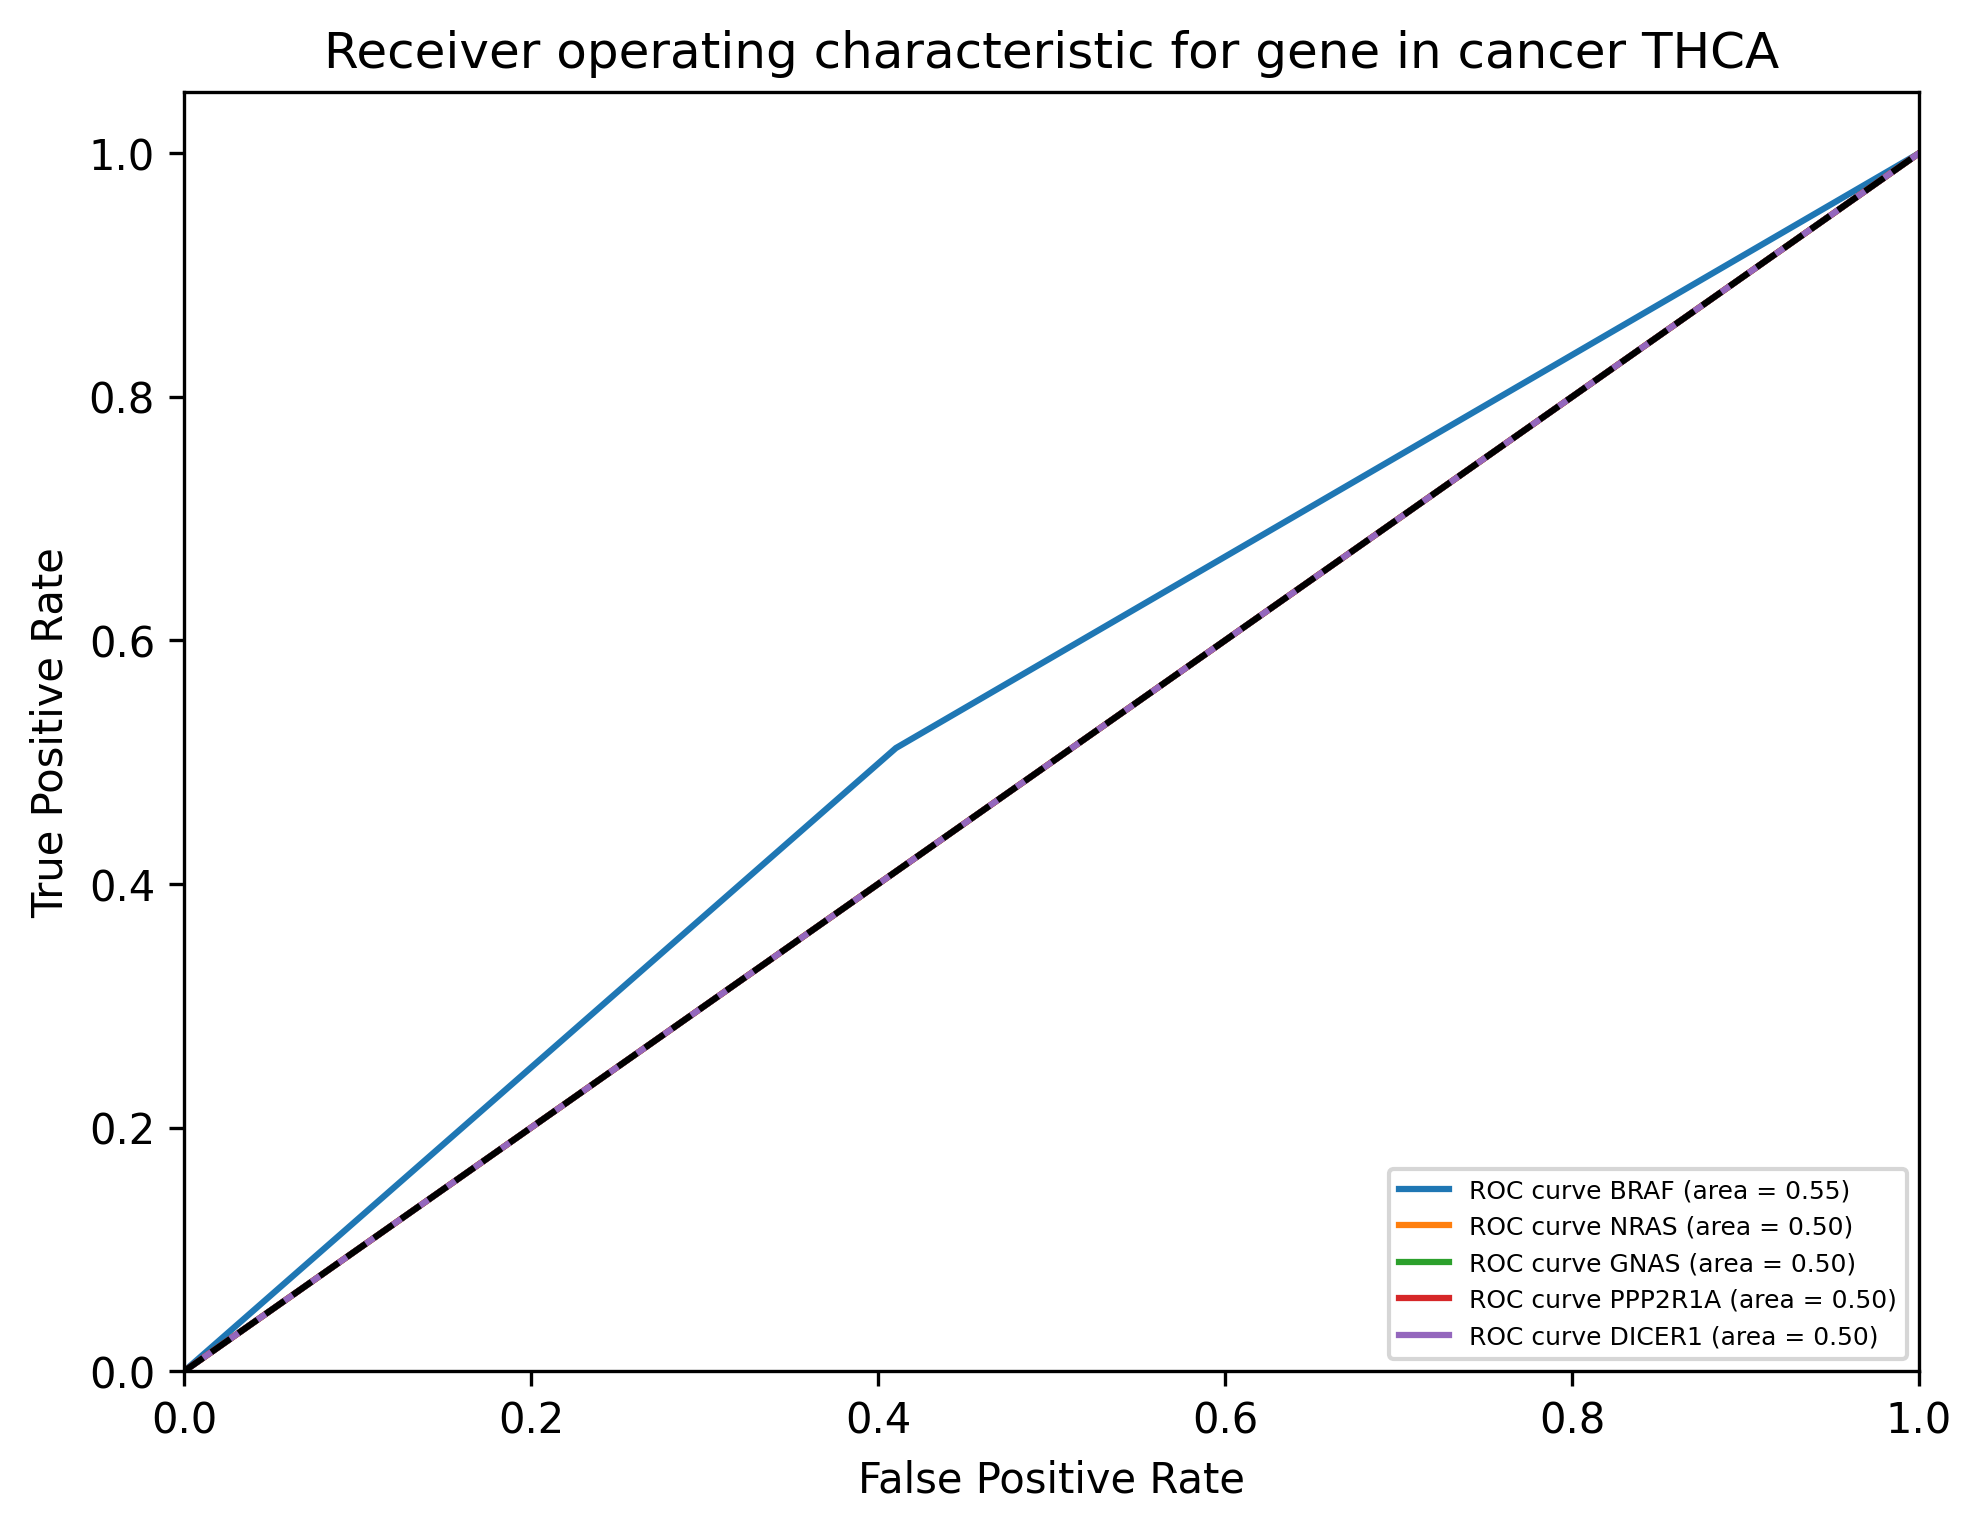 Receiver operating characteristic for gene in cancer THCA
1.0
0.8
0.6
0.4
0.2
0.0
True Positive Rate
ROC curve BRAF (area = 0.55)
ROC curve NRAS (area = 0.50)
ROC curve GNAS (area = 0.50)
ROC curve PPP2R1A (area = 0.50)
ROC curve DICER1 (area = 0.50)
0.0 0.2 0.4 0.6 0.8 1.0
False Positive Rate